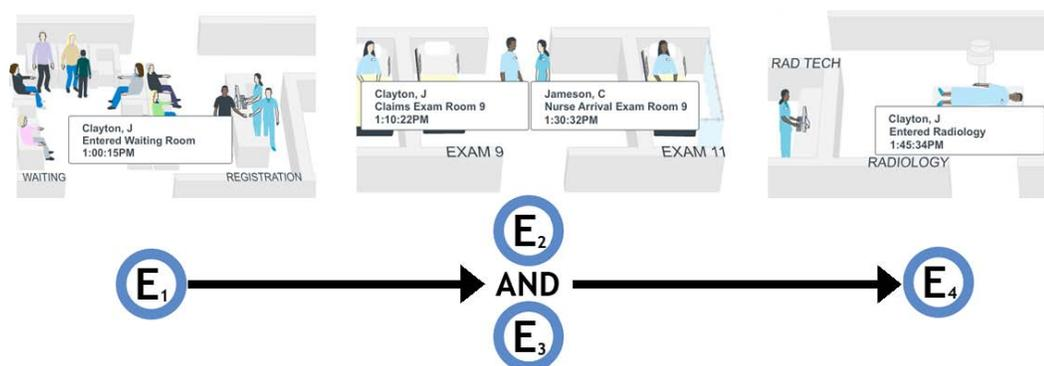 Clayton, J
Entered Waiting Room
1:00:15PM
WAITING
REGISTRATION
Clayton, J
Claims Exam Room 9
1:10:22PM
Jameson, C
Nurse Arrival Exam Room 9
1:30:32PM
EXAM 9
EXAM 11
RAD TECH
Clayton, J
Entered Radiology
1:45:34PM
RADIOLOGY
E₁
E₂
AND
E₃
E₄